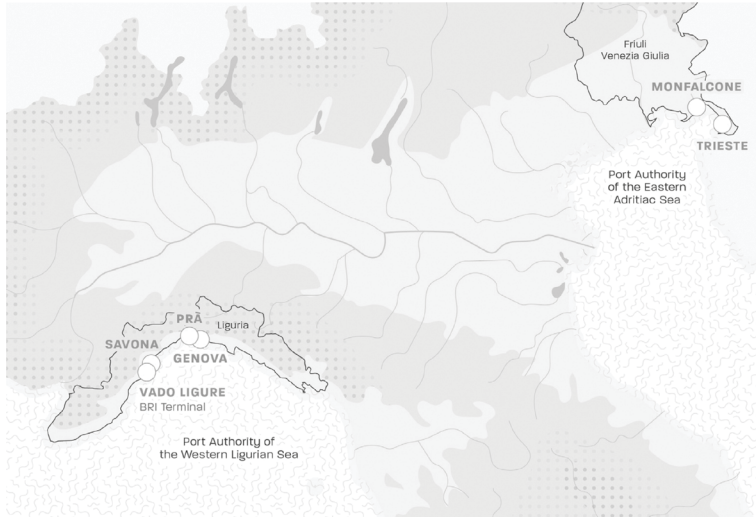 Friuli
Venezia Giulia
MONFALCONE
TRIESTE
Port Authority
of the Eastern
Adritiac Sea
PRÀ
Liguria
SAVONA
GENOVA
VADO LIGURE
BRI Terminal
Port Authority of
the Western Ligurian Sea